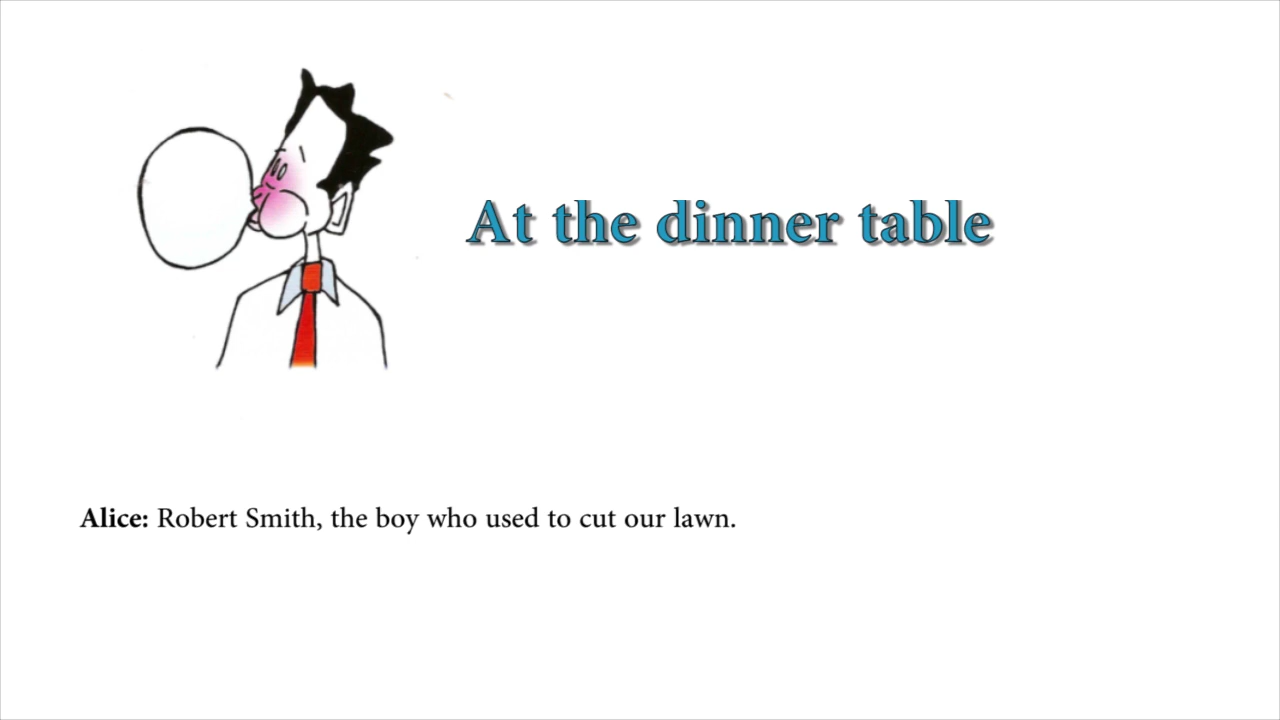 At the dinner table
Alice: Robert Smith, the boy who used to cut our lawn.